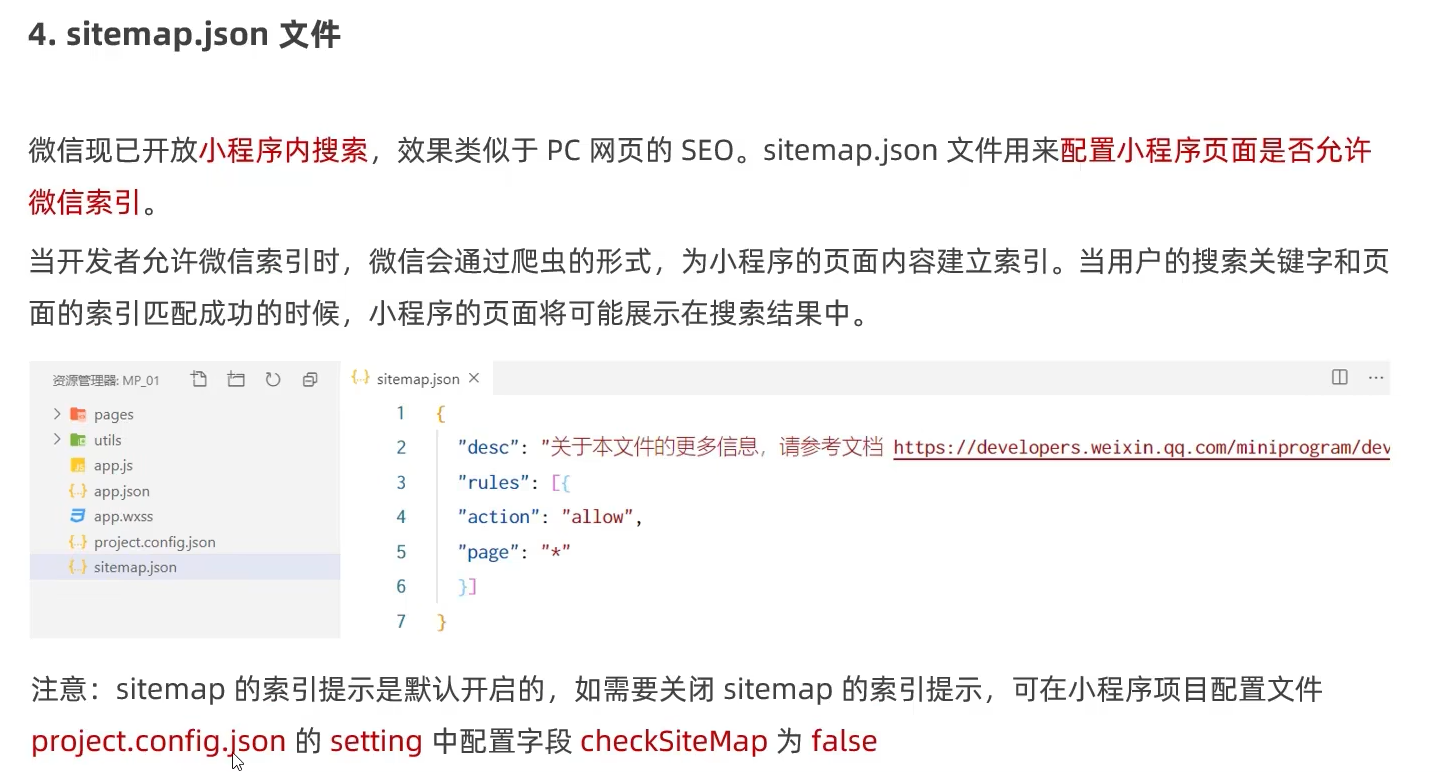 4. sitemap.json 文件
微信现已开放小程序内搜索，效果类似于 PC 网页的 SEO。sitemap.json 文件用来配置小程序页面是否允许
微信索引。
当开发者允许微信索引时，微信会通过爬虫的形式，为小程序的页面内容建立索引。当用户的搜索关键字和页
面的索引匹配成功的时候，小程序的页面将可能展示在搜索结果中。
资源管理器: MP_01
pages
utils
app.js
app.json
app.wxss
project.config.json
sitemap.json
sitemap.json
1 {
2 "desc": "关于本文件的更多信息，请参考文档 https://developers.weixin.qq.com/miniprogram/dev
3 "rules": [{
4 "action": "allow",
5 "page": "*"
6 }]
7 }
注意：sitemap 的索引提示是默认开启的，如需要关闭 sitemap 的索引提示，可在小程序项目配置文件
project.config.json 的 setting 中配置字段 checkSiteMap 为 false